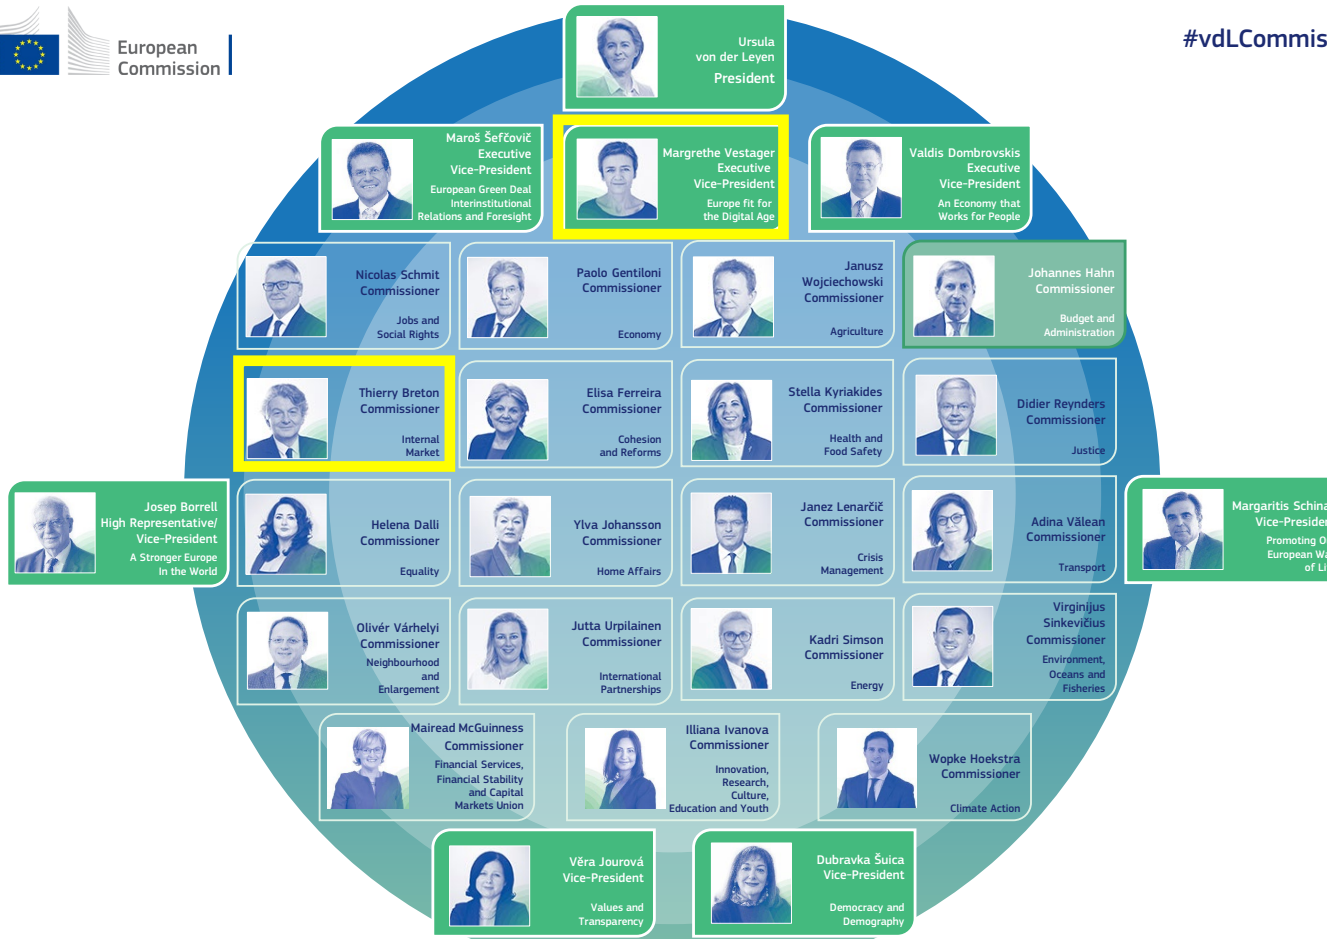 European
Commission
#vdLCommis
Ursula
von der Leyen
President
Maroš Šefčovič
Executive
Vice-President
European Green Deal
Interinstitutional
Relations and Foresight
Margrethe Vestager
Executive
Vice-President
Europe fit for
the Digital Age
Valdis Dombrovskis
Executive
Vice-President
An Economy that
Works for People
Nicolas Schmit
Commissioner
Jobs and
Social Rights
Paolo Gentiloni
Commissioner
Economy
Janusz
Wojciechowski
Commissioner
Agriculture
Johannes Hahn
Commissioner
Budget and
Administration
Thierry Breton
Commissioner
Internal
Market
Elisa Ferreira
Commissioner
Cohesion
and Reforms
Stella Kyriakides
Commissioner
Health and
Food Safety
Didier Reynders
Commissioner
Justice
Josep Borrell
High Representative/
Vice-President
A Stronger Europe
In the World
Helena Dalli
Commissioner
Equality
Ylva Johansson
Commissioner
Home Affairs
Janez Lenarčič
Commissioner
Crisis
Management
Adina Vălean
Commissioner
Transport
Margaritis Schina
Vice-Presiden
Promoting O
European Wa
of Li
Olivér Várhelyi
Commissioner
Neighbourhood
and
Enlargement
Jutta Urpilainen
Commissioner
International
Partnerships
Kadri Simson
Commissioner
Energy
Virginijus
Sinkevičius
Commissioner
Environment,
Oceans and
Fisheries
Mairead McGuinness
Commissioner
Financial Services,
Financial Stability
and Capital
Markets Union
Illiana Ivanova
Commissioner
Innovation,
Research,
Culture,
Education and Youth
Wopke Hoekstra
Commissioner
Climate Action
Věra Jourová
Vice-President
Values and
Transparency
Dubravka Šuica
Vice-President
Democracy and
Demography